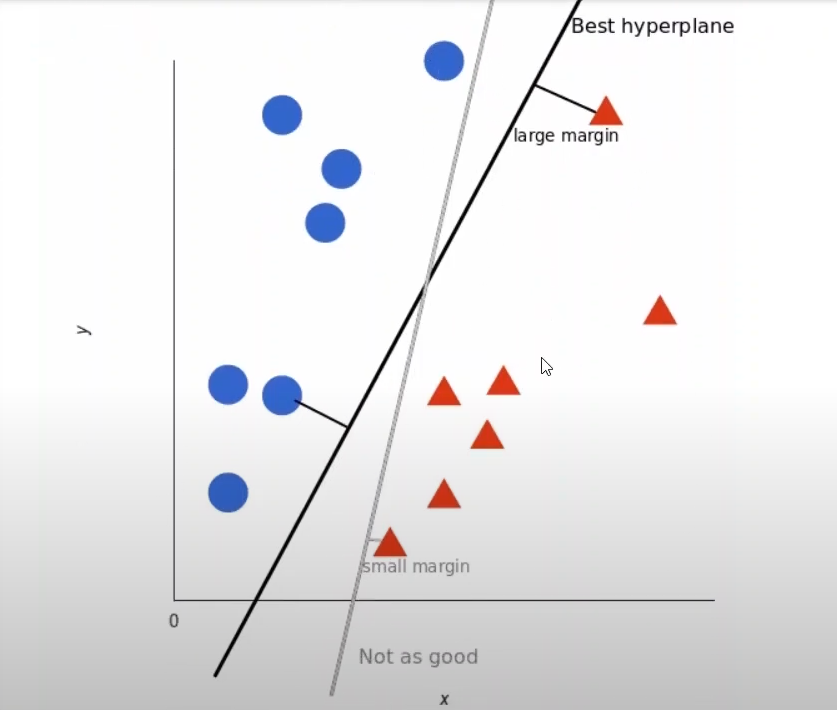 Best hyperplane
large margin
y
small margin
0
Not as good
x